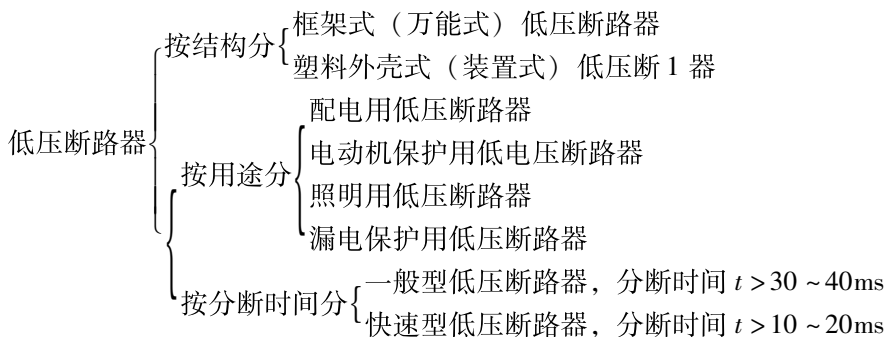 低压断路器
按结构分
框架式（万能式）低压断路器
塑料外壳式（装置式）低压断1 器
按用途分
配电用低压断路器
电动机保护用低电压断路器
照明用低压断路器
漏电保护用低压断路器
按分断时间分
一般型低压断路器，分断时间 t＞30～40ms
快速型低压断路器，分断时间 t＞10～20ms